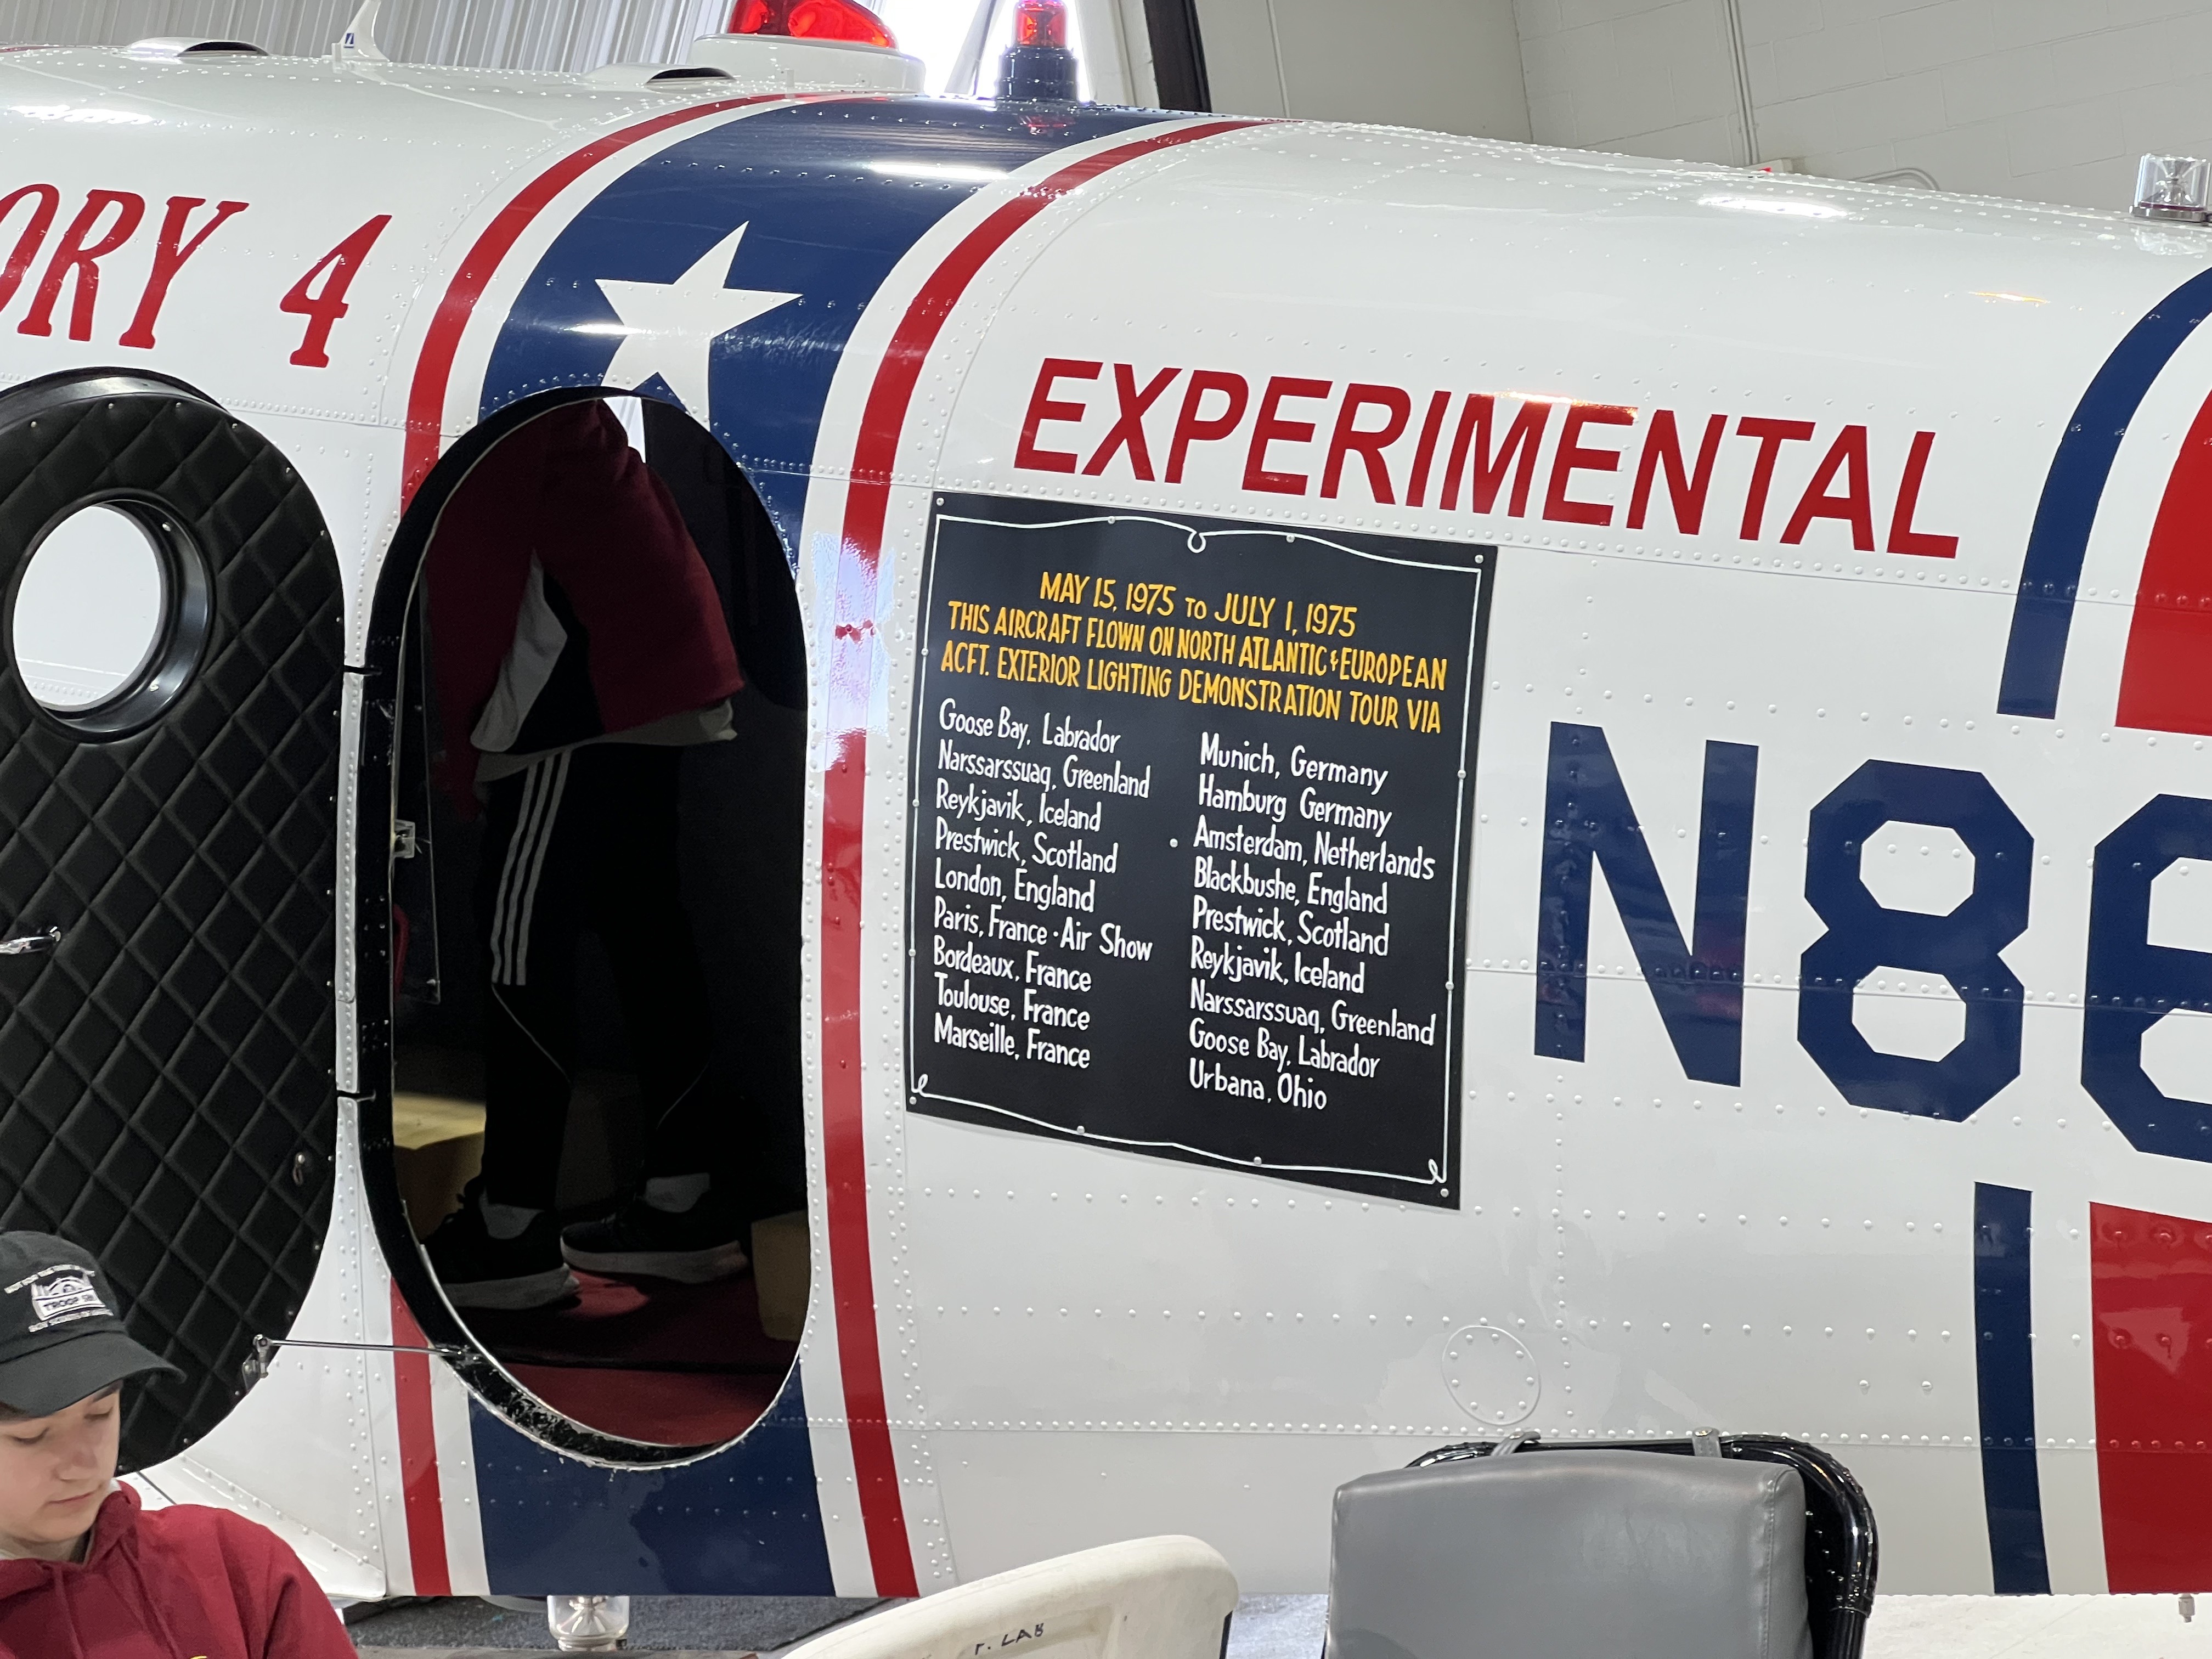 ORY 4
EXPERIMENTAL
MAY 15, 1975 TO JULY 1, 1975
THIS AIRCRAFT FLOWN ON NORTH ATLANTIC & EUROPEAN
ACFT. EXTERIOR LIGHTING DEMONSTRATION TOUR VIA
Goose Bay, Labrador
Narssarssuaq, Greenland
Reykjavik, Iceland
Prestwick, Scotland
London, England
Paris, France · Air Show
Bordeaux, France
Toulouse, France
Marseille, France
Munich, Germany
Hamburg Germany
Amsterdam, Netherlands
Blackbushe, England
Prestwick, Scotland
Reykjavik, Iceland
Narssarssuaq, Greenland
Goose Bay, Labrador
Urbana, Ohio
N88
TROOP
LAB